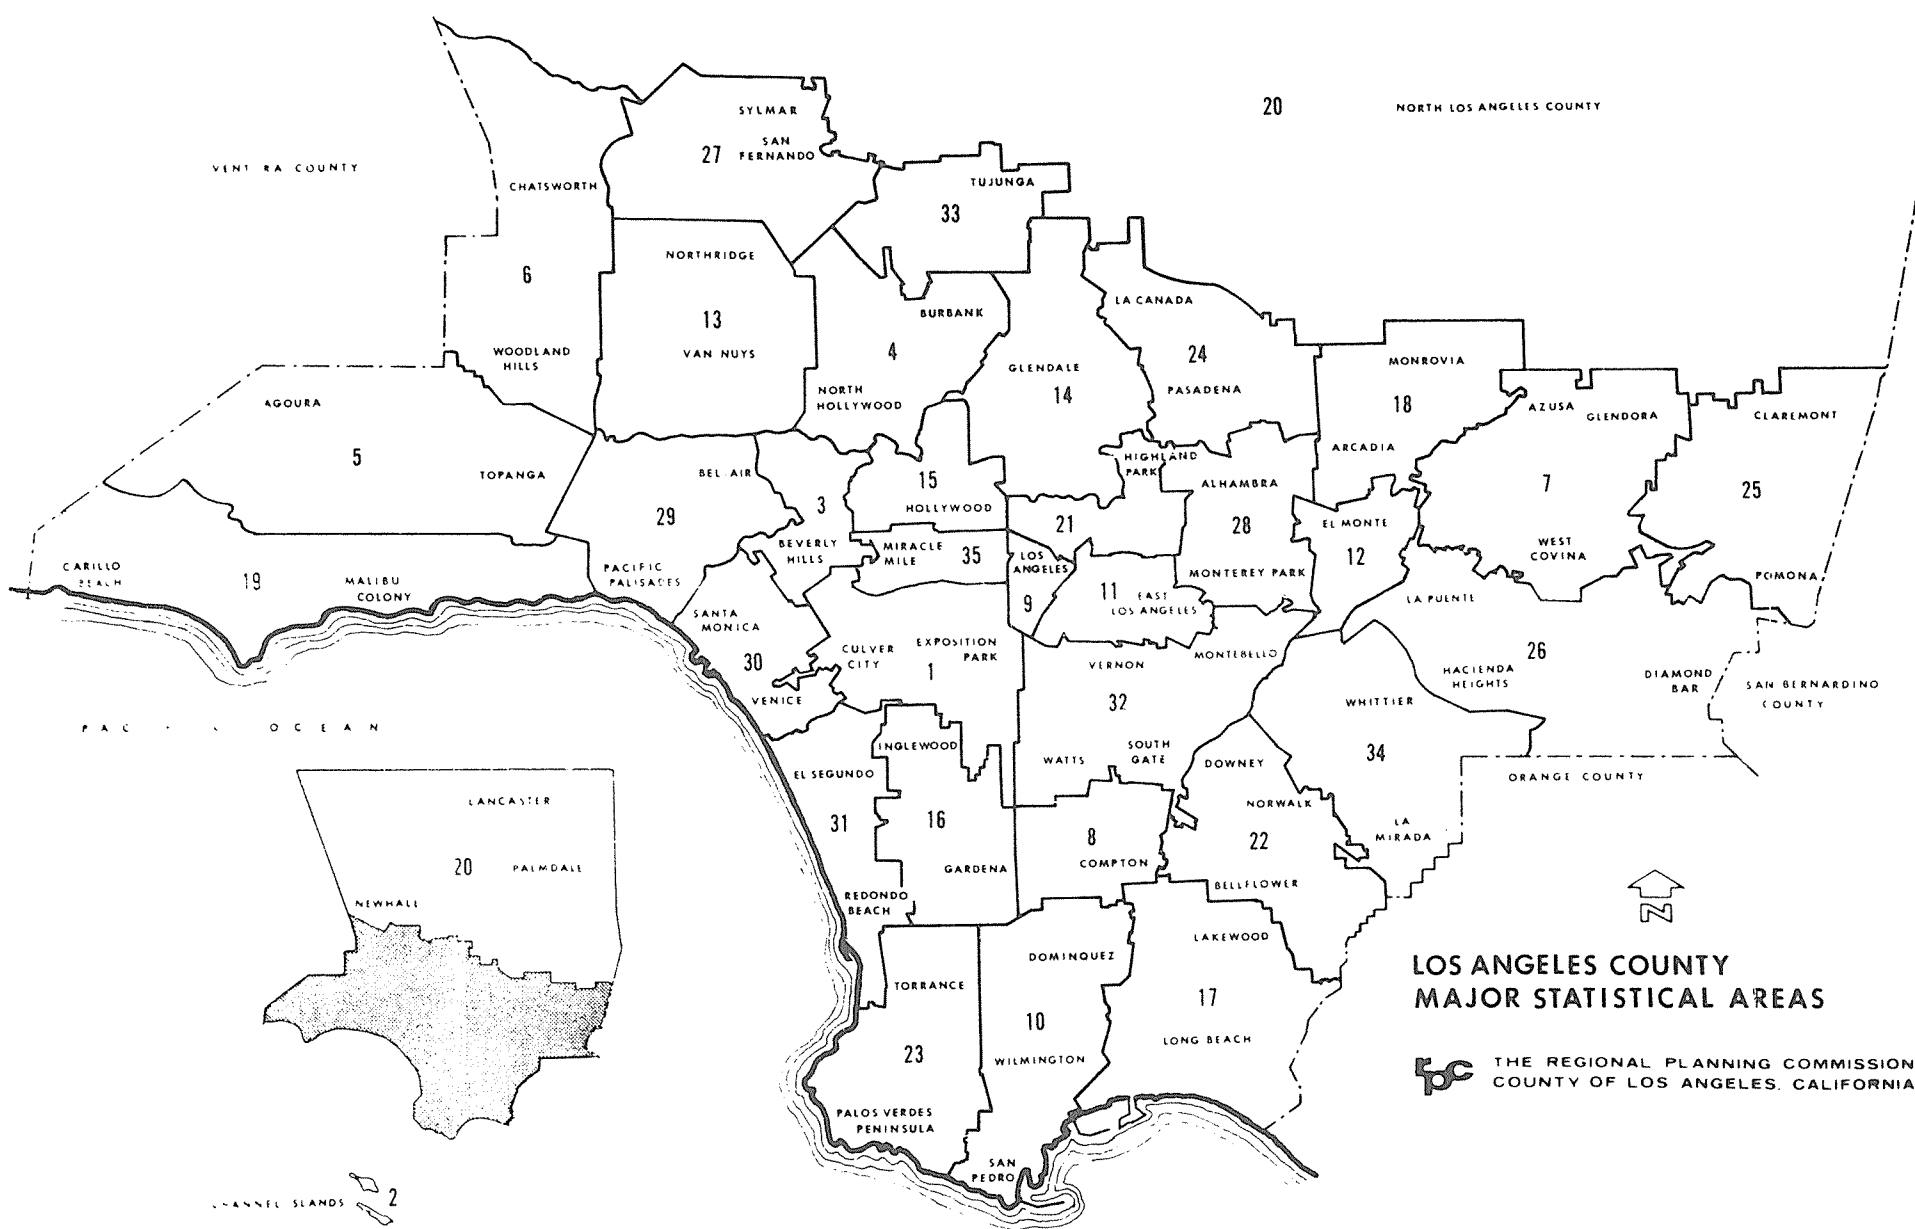 20
NORTH LOS ANGELES COUNTY
SYLMAR
SAN
FERNANDO
27
COUNTY
CHATSWORTH
TUJUNGA
33
NORTHRIDGE
6
13
VAN NUYS
WOODLAND
HILLS
BURBANK
4
NORTH
HOLLYWOOD
LA CANADA
24
PASADENA
GLENDALE
14
MONROVIA
18
ARCADIA
AZUSA
GLENDORA
CLAREMONT
AGOURA
5
TOPANGA
BEL AIR
29
3
15
HOLLYWOOD
HIGHLAND
PARK
ALHAMBRA
28
21
7
25
EL MONTE
12
WEST
COVINA
BEVERLY
HILLS
MIRACLE
MILE
35
LOS
ANGELES
9
11
EAST
LOS ANGELES
MONTEREY PARK
POMONA
CARILLO
19
MALIBU
COLONY
PACIFIC
PALISADES
SANTA
MONICA
30
VENICE
CULVER
CITY
EXPOSITION
PARK
1
VERNON
MONTEBELLO
32
LA PUENTE
26
HACIENDA
HEIGHTS
DIAMOND
BAR
SAN BERNARDINO
COUNTY
WHITTIER
34
OCEAN
INGLEWOOD
WATTS
SOUTH
GATE
DOWNEY
ORANGE COUNTY
EL SEGUNDO
31
16
GARDENA
8
COMPTON
NORWALK
22
LA
MIRADA
BELLFLOWER
REDONDO
BEACH
LANCASTER
20
PALMDALE
NEWHALL
N
LAKEWOOD
DOMINQUEZ
TORRANCE
17
10
LONG BEACH
WILMINGTON
23
PALOS VERDES
PENINSULA
SAN
PEDRO
2
LOS ANGELES COUNTY
MAJOR STATISTICAL AREAS
rpc
THE REGIONAL PLANNING COMMISSION
COUNTY OF LOS ANGELES, CALIFORNIA